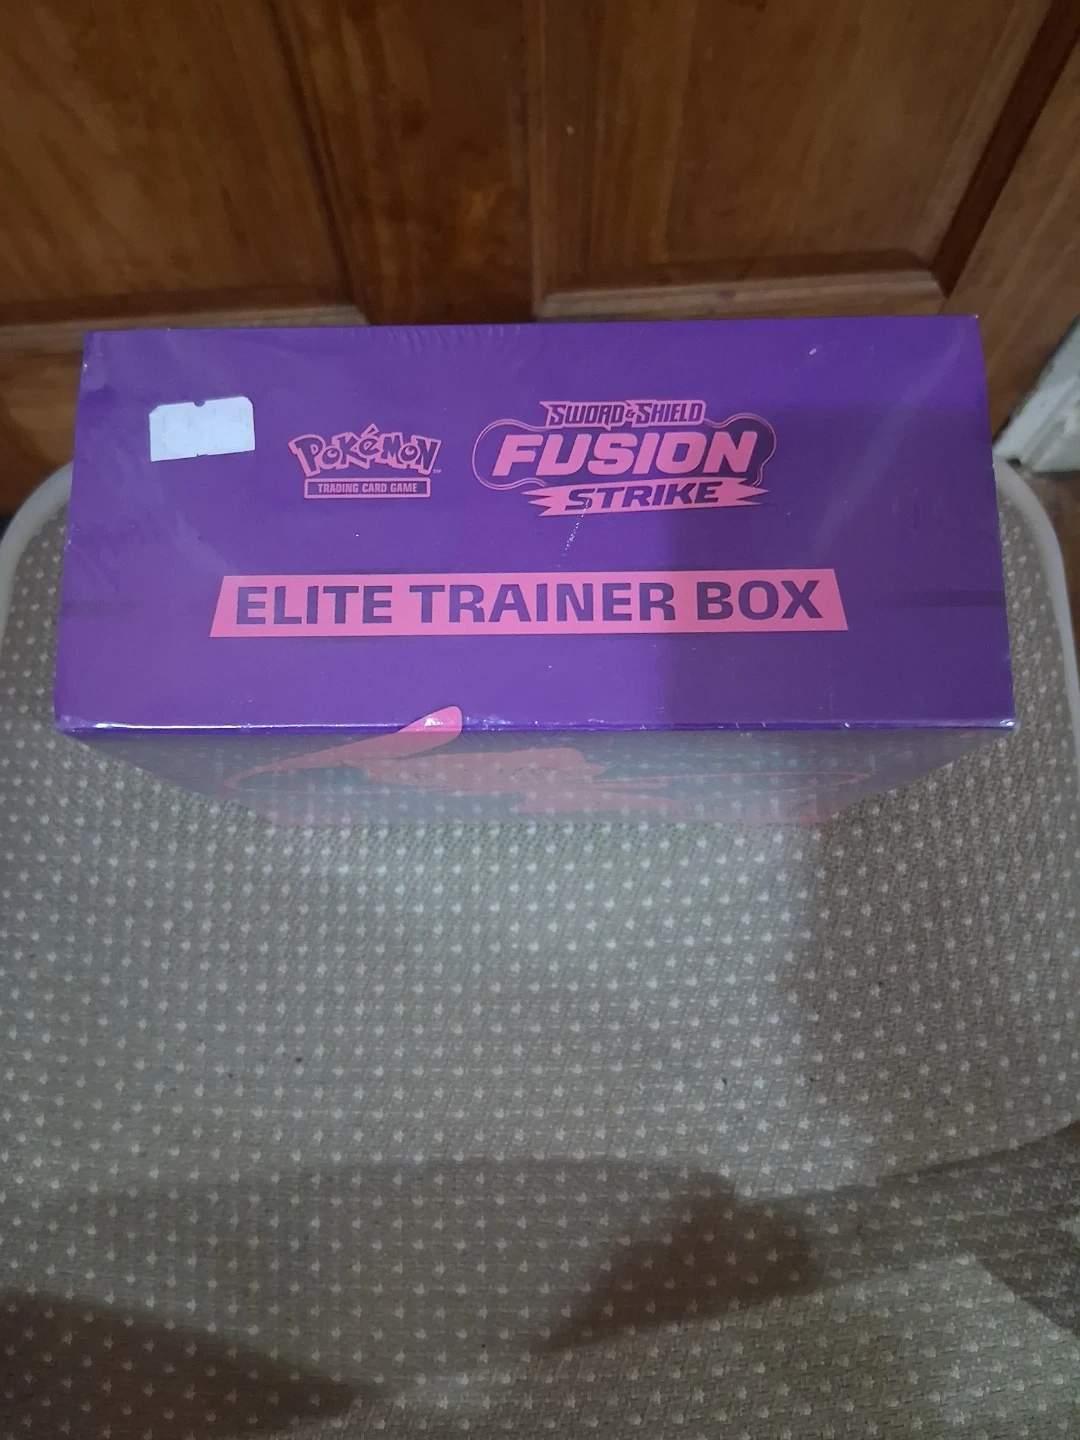 POKéMON
TRADING CARD GAME
SWORD & SHIELD
FUSION
STRIKE
ELITE TRAINER BOX